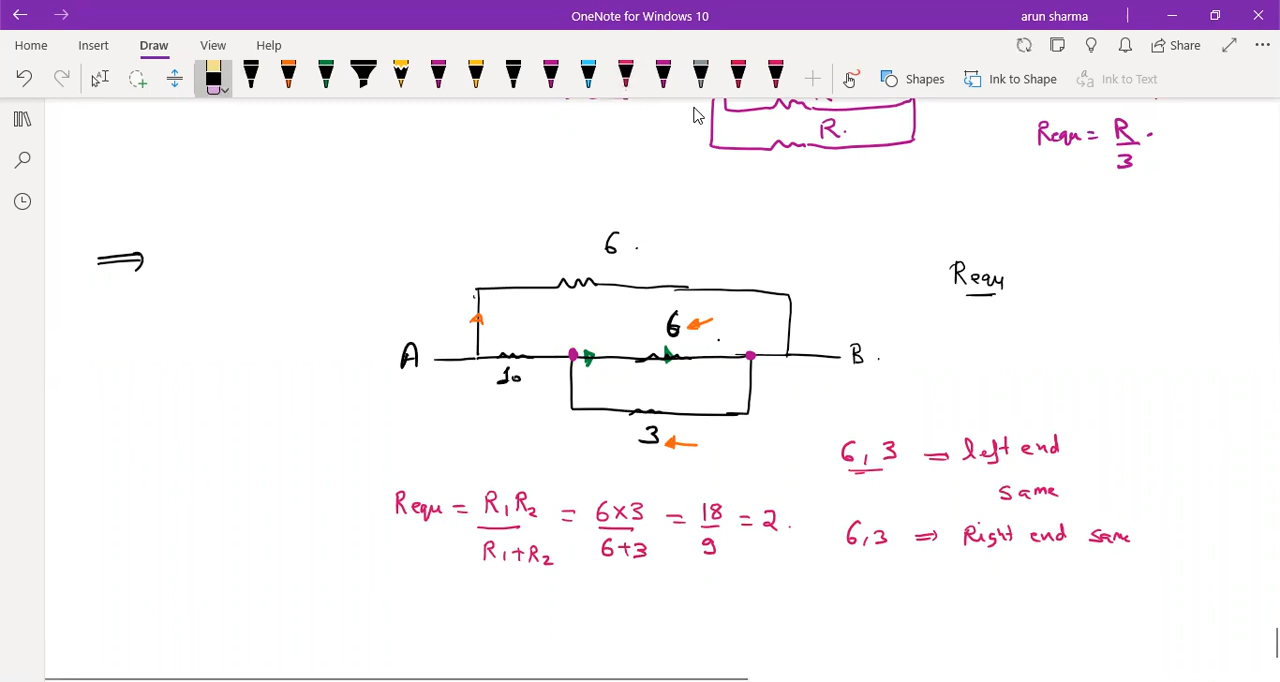 OneNote for Windows 10
arun sharma
Home Insert Draw View Help
Share
Shapes
Ink to Shape
Ink to Text
R.
Requ = R/3
⇒
6.
Requ
6
A
B.
10
3
6, 3 ⇒ left end
same
Requ = R₁R₂/R₁+R₂ = 6×3/6+3 = 18/9 = 2.
6,3 ⇒ Right end same